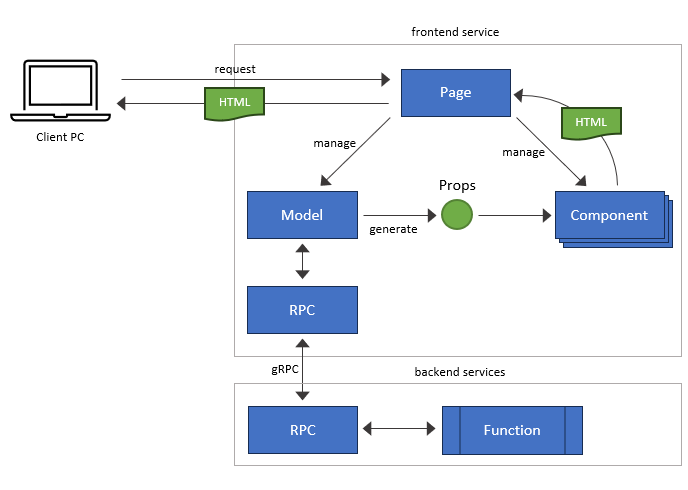 frontend service
request
Page
HTML
HTML
Client PC
manage
manage
Props
Model
Component
generate
RPC
gRPC
backend services
RPC
Function